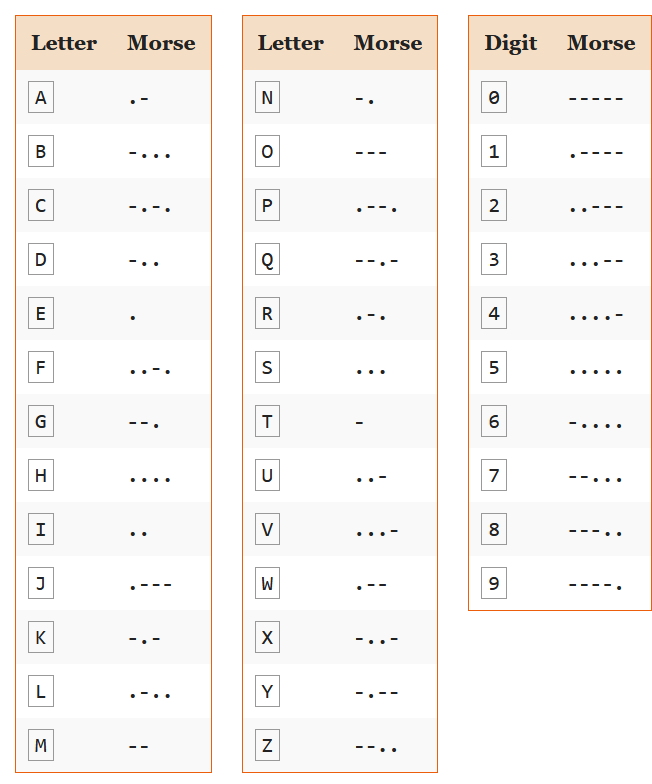 Letter Morse
A .-
B -...
C -.-.
D -..
E .
F ..-.
G --.
H ....
I ..
J .---
K -.-
L .-..
M --
Letter Morse
N -.
O ---
P .--.
Q --.-
R .-.
S ...
T -
U ..-
V ...-
W .--
X -..-
Y -.--
Z --..
Digit Morse
0 -----
1 .----
2 ..---
3 ...--
4 ....-
5 .....
6 -....
7 --...
8 ---..
9 ----.